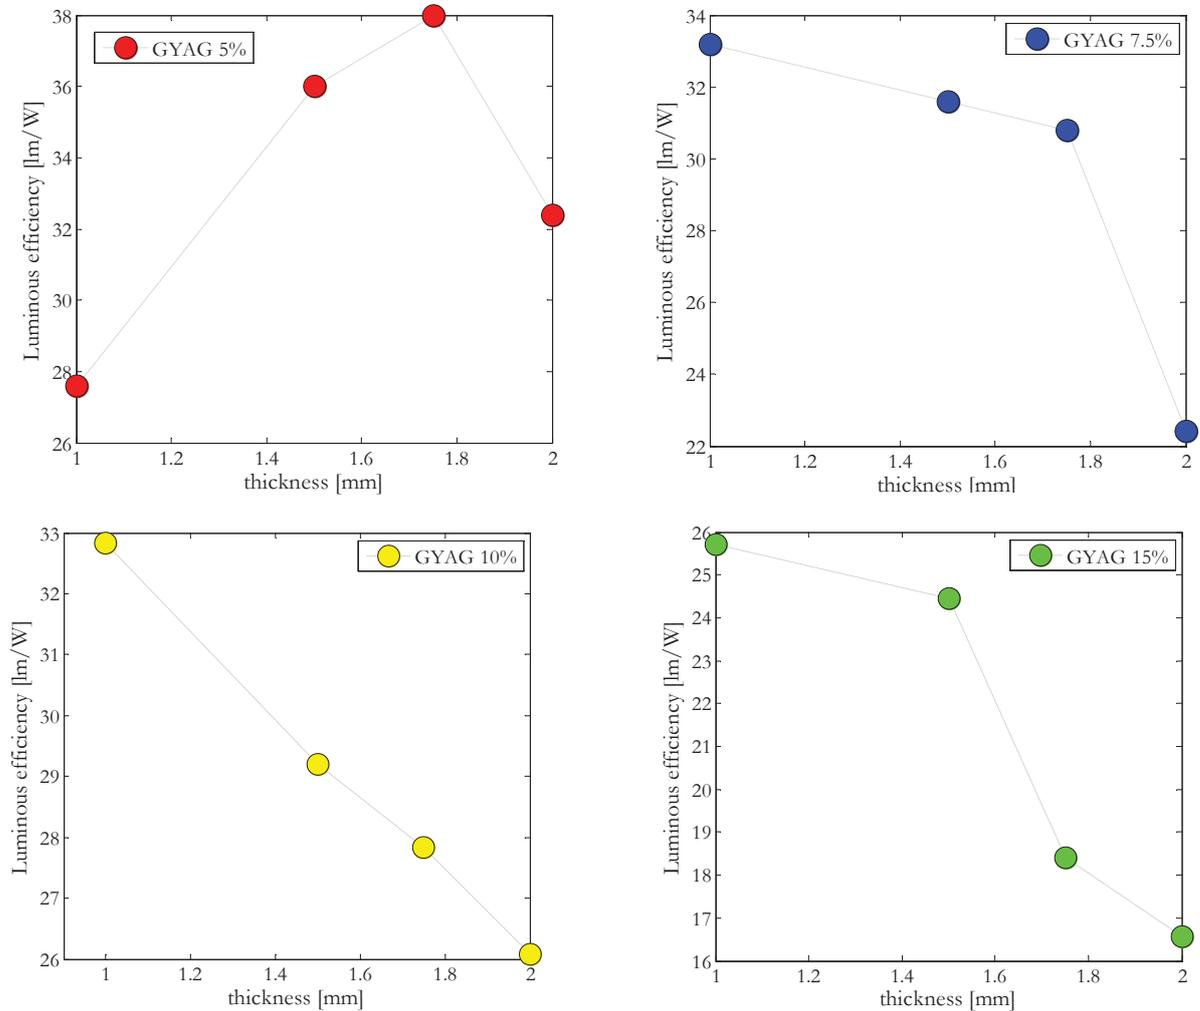 38
36
34
32
30
28
26
Luminous efficiency [lm/W]
GYAG 5%
1 1.2 1.4 1.6 1.8 2
thickness [mm]
34
32
30
28
26
24
22
Luminous efficiency [lm/W]
GYAG 7.5%
1 1.2 1.4 1.6 1.8 2
thickness [mm]
33
32
31
30
29
28
27
26
Luminous efficiency [lm/W]
GYAG 10%
1 1.2 1.4 1.6 1.8 2
thickness [mm]
26
25
24
23
22
21
20
19
18
17
16
Luminous efficiency [lm/W]
GYAG 15%
1 1.2 1.4 1.6 1.8 2
thickness [mm]